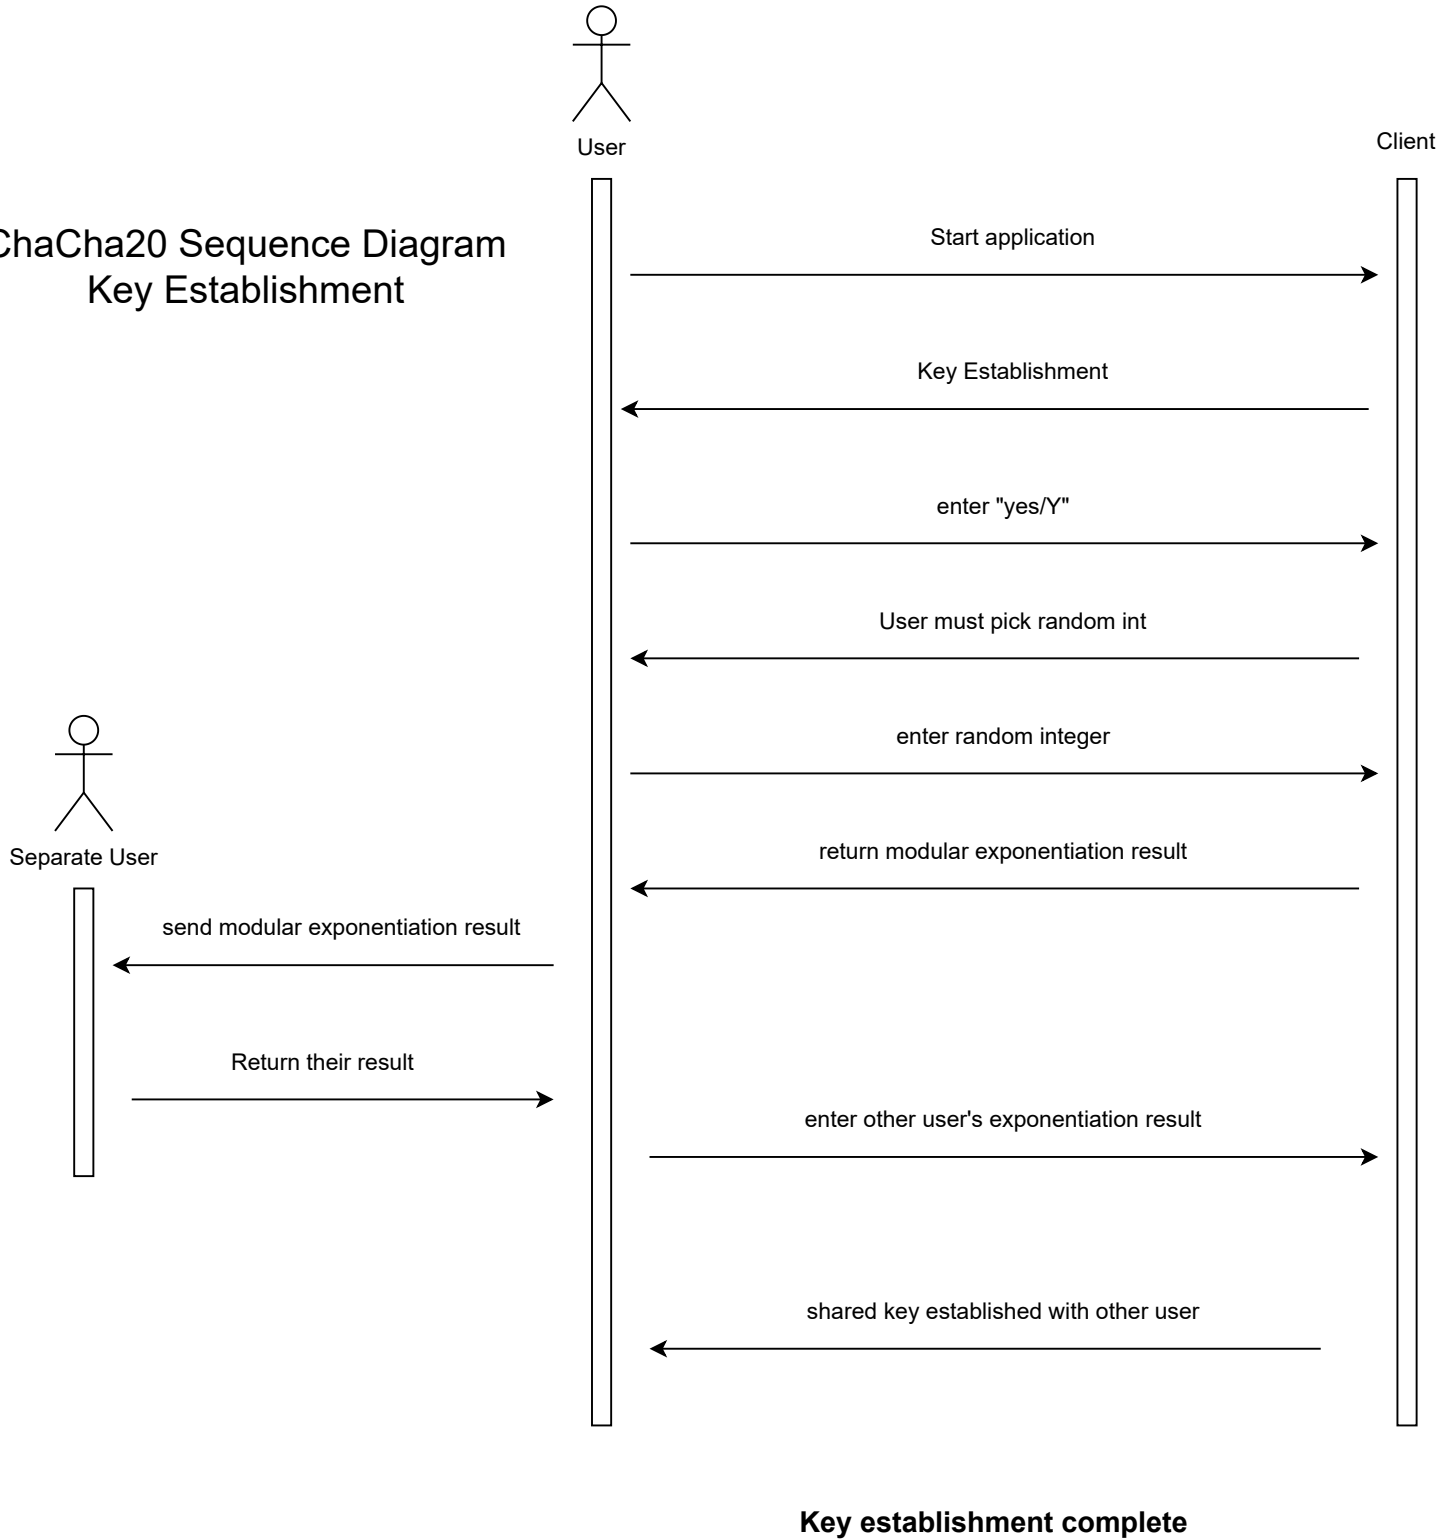 User
Client
ChaCha20 Sequence Diagram
Key Establishment
Start application
Key Establishment
enter "yes/Y"
User must pick random int
enter random integer
Separate User
return modular exponentiation result
send modular exponentiation result
Return their result
enter other user's exponentiation result
shared key established with other user
Key establishment complete